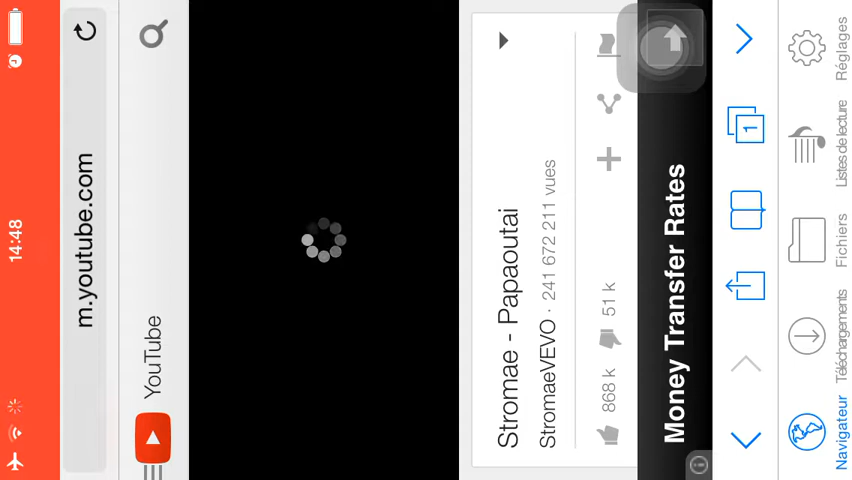 14:48
m.youtube.com
YouTube
Stromae - Papaoutai
StromaeVEVO · 241 672 211 vues
868 k 51 k
Money Transfer Rates
1
Navigateur Téléchargements Fichiers Listes de lecture Réglages